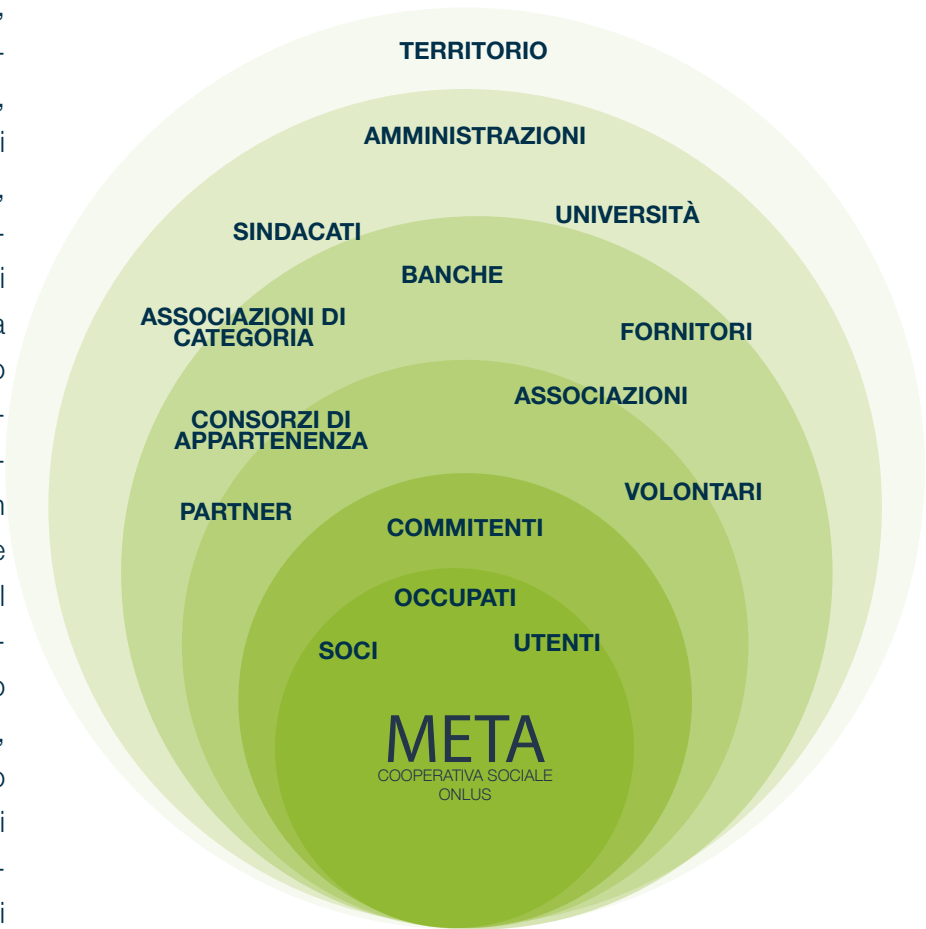 TERRITORIO
AMMINISTRAZIONI
UNIVERSITÀ
SINDACATI
BANCHE
ASSOCIAZIONI DI
CATEGORIA
FORNITORI
ASSOCIAZIONI
CONSORZI DI
APPARTENENZA
VOLONTARI
PARTNER
COMMITENTI
OCCUPATI
UTENTI
SOCI
META
COOPERATIVA SOCIALE
ONLUS